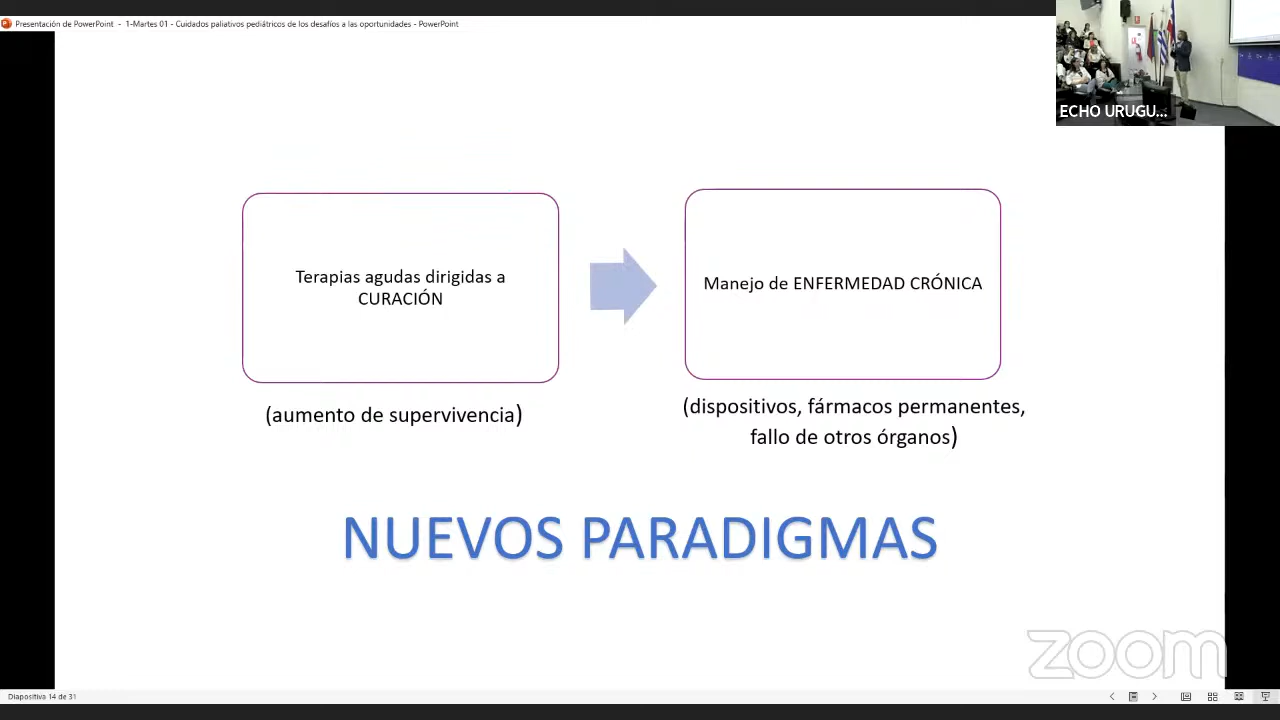 Presentación de PowerPoint - 1-Martes 01 - Cuidados paliativos pediátricos de los desafíos a las oportunidades - PowerPoint
ECHO URUGU...
Terapias agudas dirigidas a
CURACIÓN
Manejo de ENFERMEDAD CRÓNICA
(aumento de supervivencia)
(dispositivos, fármacos permanentes,
fallo de otros órganos)
NUEVOS PARADIGMAS
zoom
Diapositiva 14 de 31